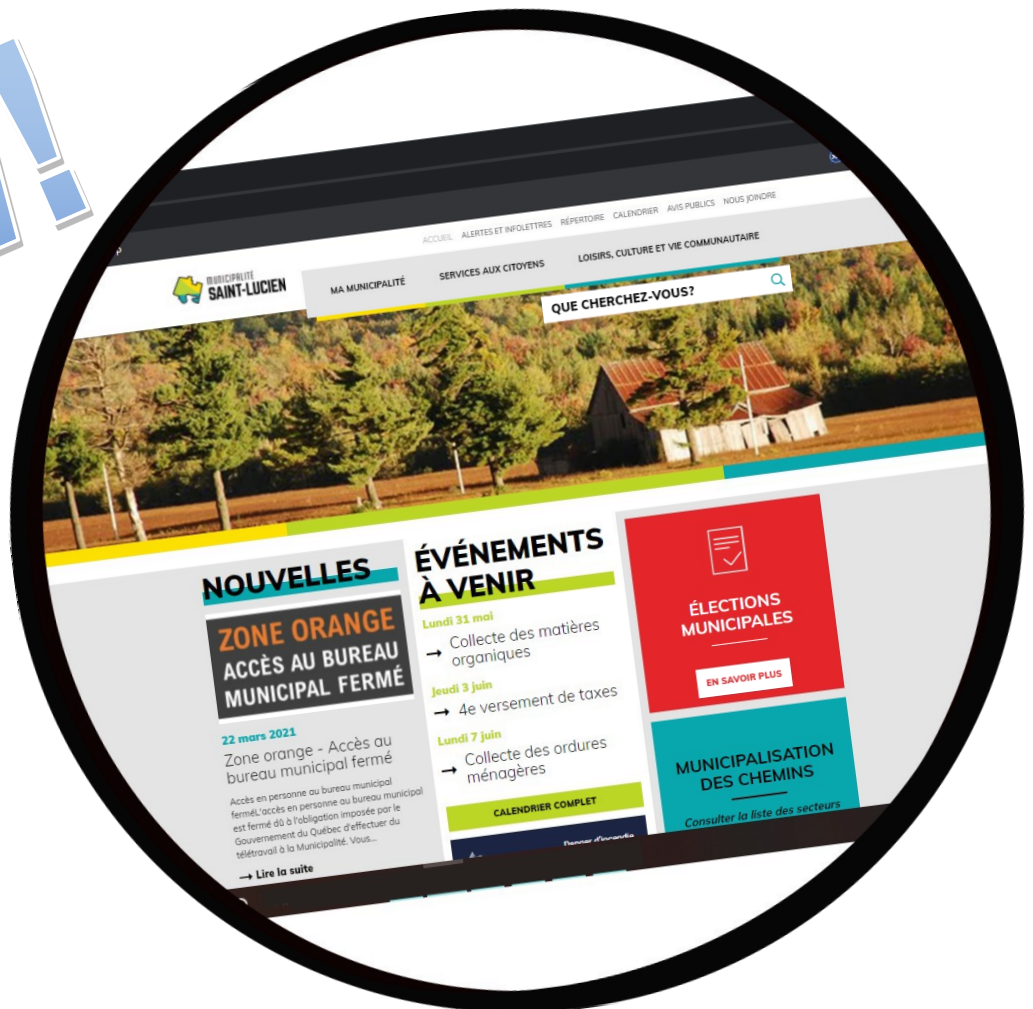 !
ACCUEIL ALERTES ET INFOLETTRES RÉPERTOIRE CALENDRIER AVIS PUBLICS NOUS JOINDRE
MUNICIPALITÉ
SAINT-LUCIEN
MA MUNICIPALITÉ SERVICES AUX CITOYENS LOISIRS, CULTURE ET VIE COMMUNAUTAIRE
QUE CHERCHEZ-VOUS?
NOUVELLES
ZONE ORANGE
ACCÈS AU BUREAU
MUNICIPAL FERMÉ
22 mars 2021
Zone orange - Accès au
bureau municipal fermé
Accès en personne au bureau municipal
ferméL'accès en personne au bureau municipal
est fermé dû à l'obligation imposée par le
Gouvernement du Québec d'effectuer du
télétravail à la Municipalité. Vous...
→ Lire la suite
ÉVÉNEMENTS
À VENIR
Lundi 31 mai
→ Collecte des matières
organiques
Jeudi 3 juin
→ 4e versement de taxes
Lundi 7 juin
→ Collecte des ordures
ménagères
CALENDRIER COMPLET
Danger d'incendie
ÉLECTIONS
MUNICIPALES
EN SAVOIR PLUS
MUNICIPALISATION
DES CHEMINS
Consulter la liste des secteurs